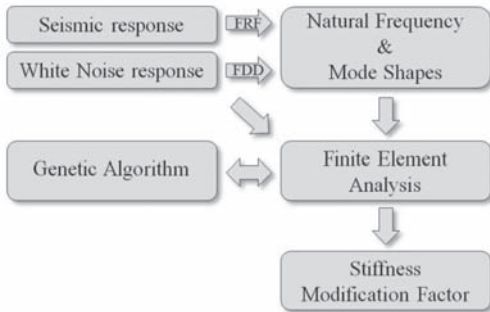 Seismic response
FRF
Natural Frequency
&
Mode Shapes
White Noise response
FDD
Genetic Algorithm
Finite Element
Analysis
Stiffness
Modification Factor